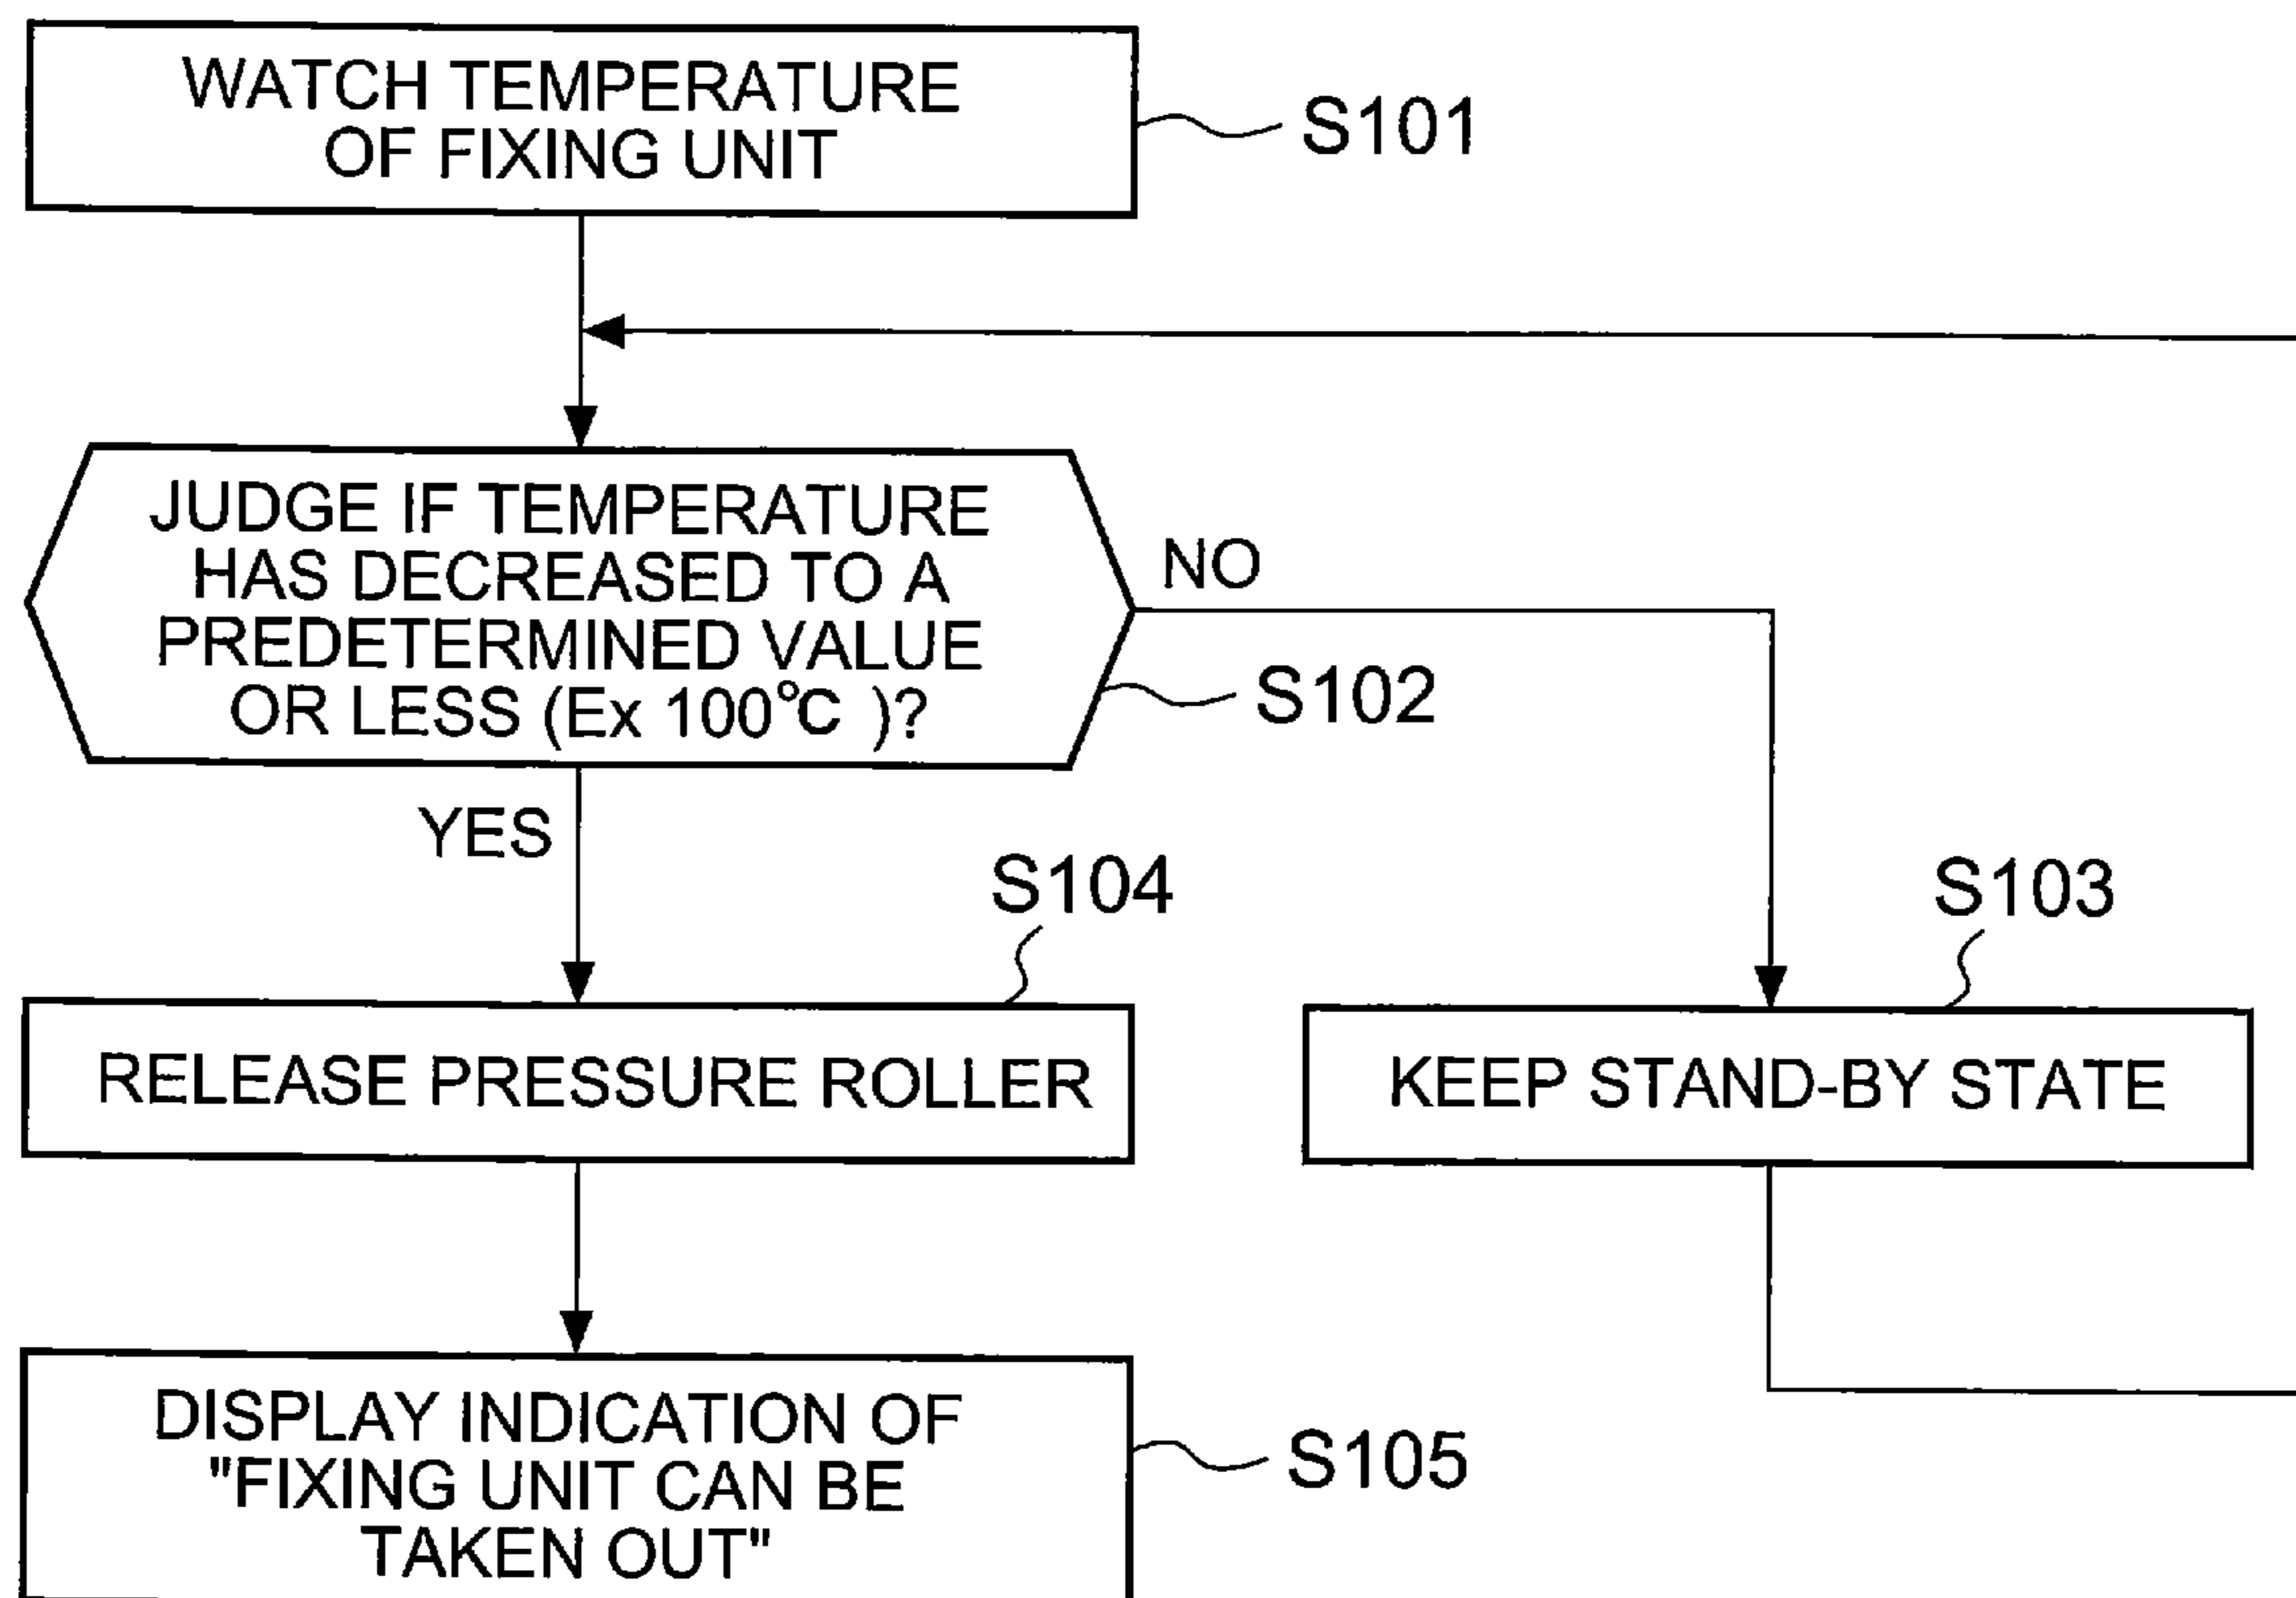 WATCH TEMPERATURE
OF FIXING UNIT
S101
JUDGE IF TEMPERATURE
HAS DECREASED TO A
PREDETERMINED VALUE
OR LESS (Ex 100°C )?
NO
S102
YES
S104
S103
RELEASE PRESSURE ROLLER
KEEP STAND-BY STATE
DISPLAY INDICATION OF
"FIXING UNIT CAN BE
TAKEN OUT"
S105